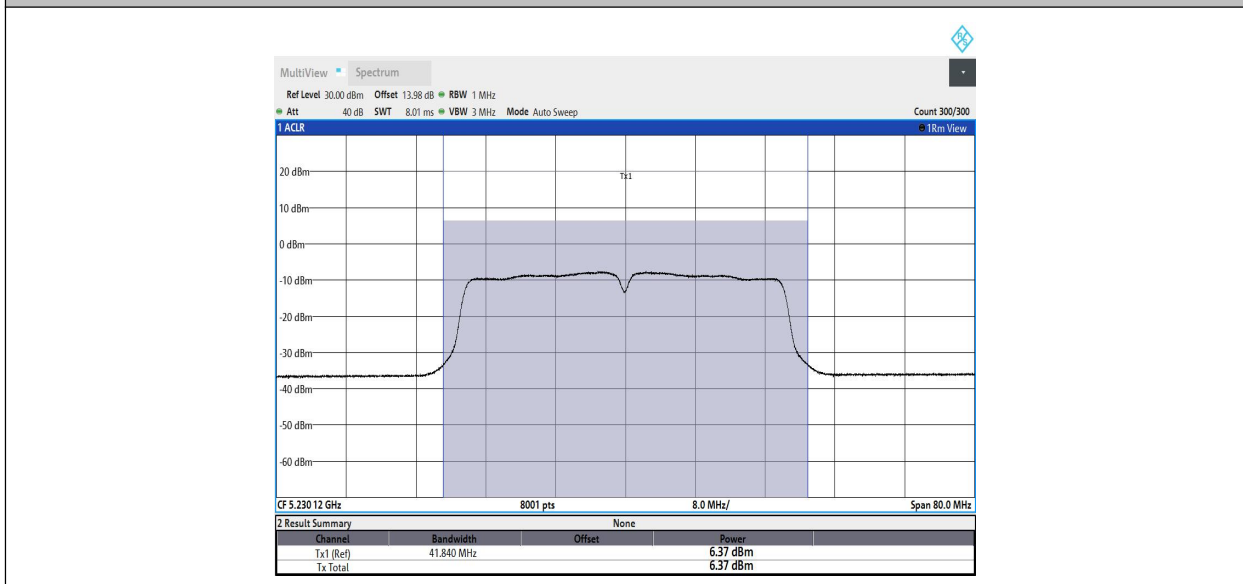 R S
MultiView Spectrum
Ref Level 30.00 dBm Offset 13.98 dB RBW 1 MHz
Att 40 dB SWT 8.01 ms VBW 3 MHz Mode Auto Sweep Count 300/300
1 ACLR 1Rm View
Tx1
20 dBm
10 dBm
0 dBm
-10 dBm
-20 dBm
-30 dBm
-40 dBm
-50 dBm
-60 dBm
CF 5.230 12 GHz 8001 pts 8.0 MHz/ Span 80.0 MHz
2 Result Summary None
Channel Bandwidth Offset Power
Tx1 (Ref) 41.840 MHz 6.37 dBm
Tx Total 6.37 dBm